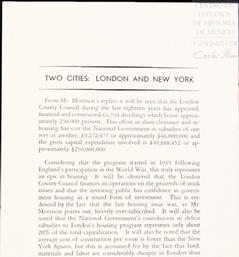 CENTRO DE
ESTUDIOS
DE HISTORIA
DE MEXICO
FUNDACIÓN
Carlos Slim
TWO CITIES: LONDON AND NEW YORK
From Mr. Morrison's replies it will be seen that the London
County Council during the last eighteen years has approved,
financed and constructed dwellings which house
approximately 250,000 persons. This effort in slum clearance and re-
housing has cost the National Government in subsidies of one
sort or another, £9,272,477 or approximately $46,000,000 and
the gross capital expenditure involved is £49,888,452 or ap-
proximately $250,000,000.
Considering that the program started in 1919 following
England's participation in the World War, this truly represents
an epic in housing. It will be observed that the London
County Council finances its operations on the proceeds of stock
issues and that the investing public has confidence in govern-
ment housing as a sound form of investment. This is evi-
denced by the fact that the last housing issue was, as Mr.
Morrison points out, heavily over-subscribed. It will also be
noted that the National Government's contribution in deficit
subsidies to London's housing program represents only about
20% of the total capitalization. It will also be noted that the
average cost of construction per room is lower than the New
York figures, but this is accounted for by the fact that land,
materials and labor are considerably cheaper in London than